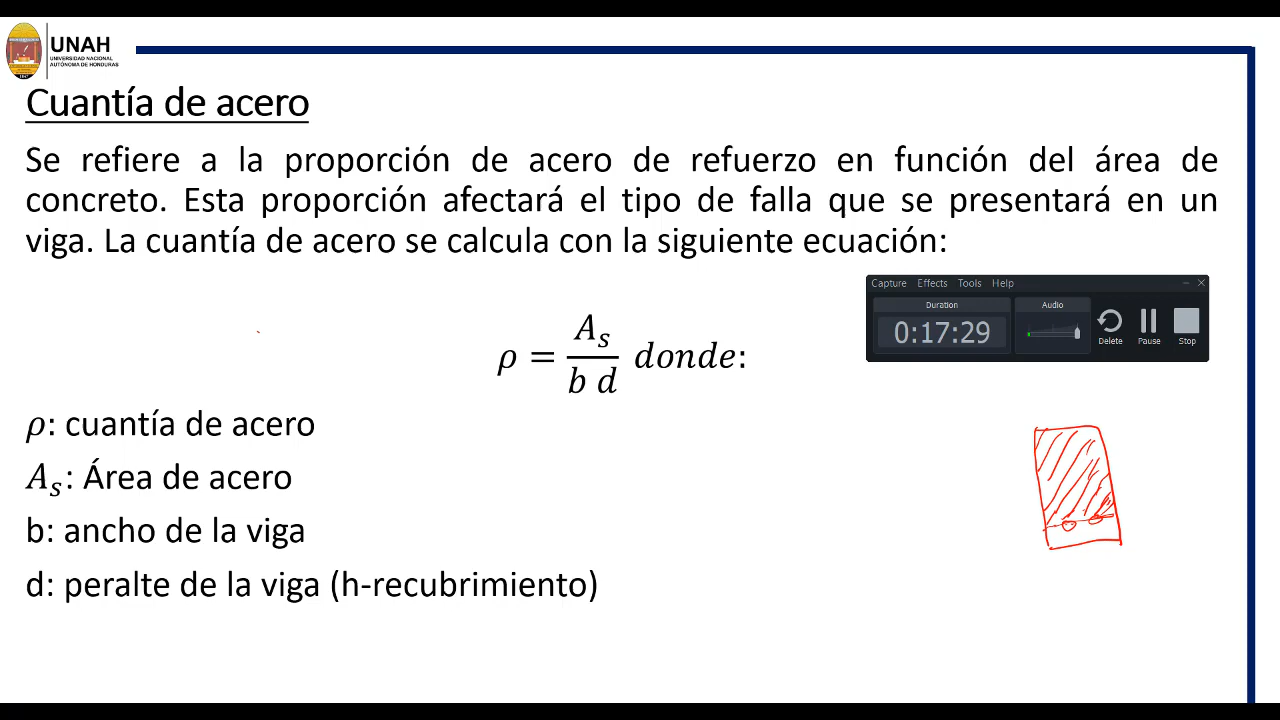 UNAH
UNIVERSIDAD NACIONAL
AUTÓNOMA DE HONDURAS
Cuantía de acero
Se refiere a la proporción de acero de refuerzo en función del área de
concreto. Esta proporción afectará el tipo de falla que se presentará en un
viga. La cuantía de acero se calcula con la siguiente ecuación:
Capture Effects Tools Help
Duration Audio
0:17:29
Delete Pause Stop
ρ = A_s / b d donde:
ρ: cuantía de acero
A_s: Área de acero
b: ancho de la viga
d: peralte de la viga (h-recubrimiento)